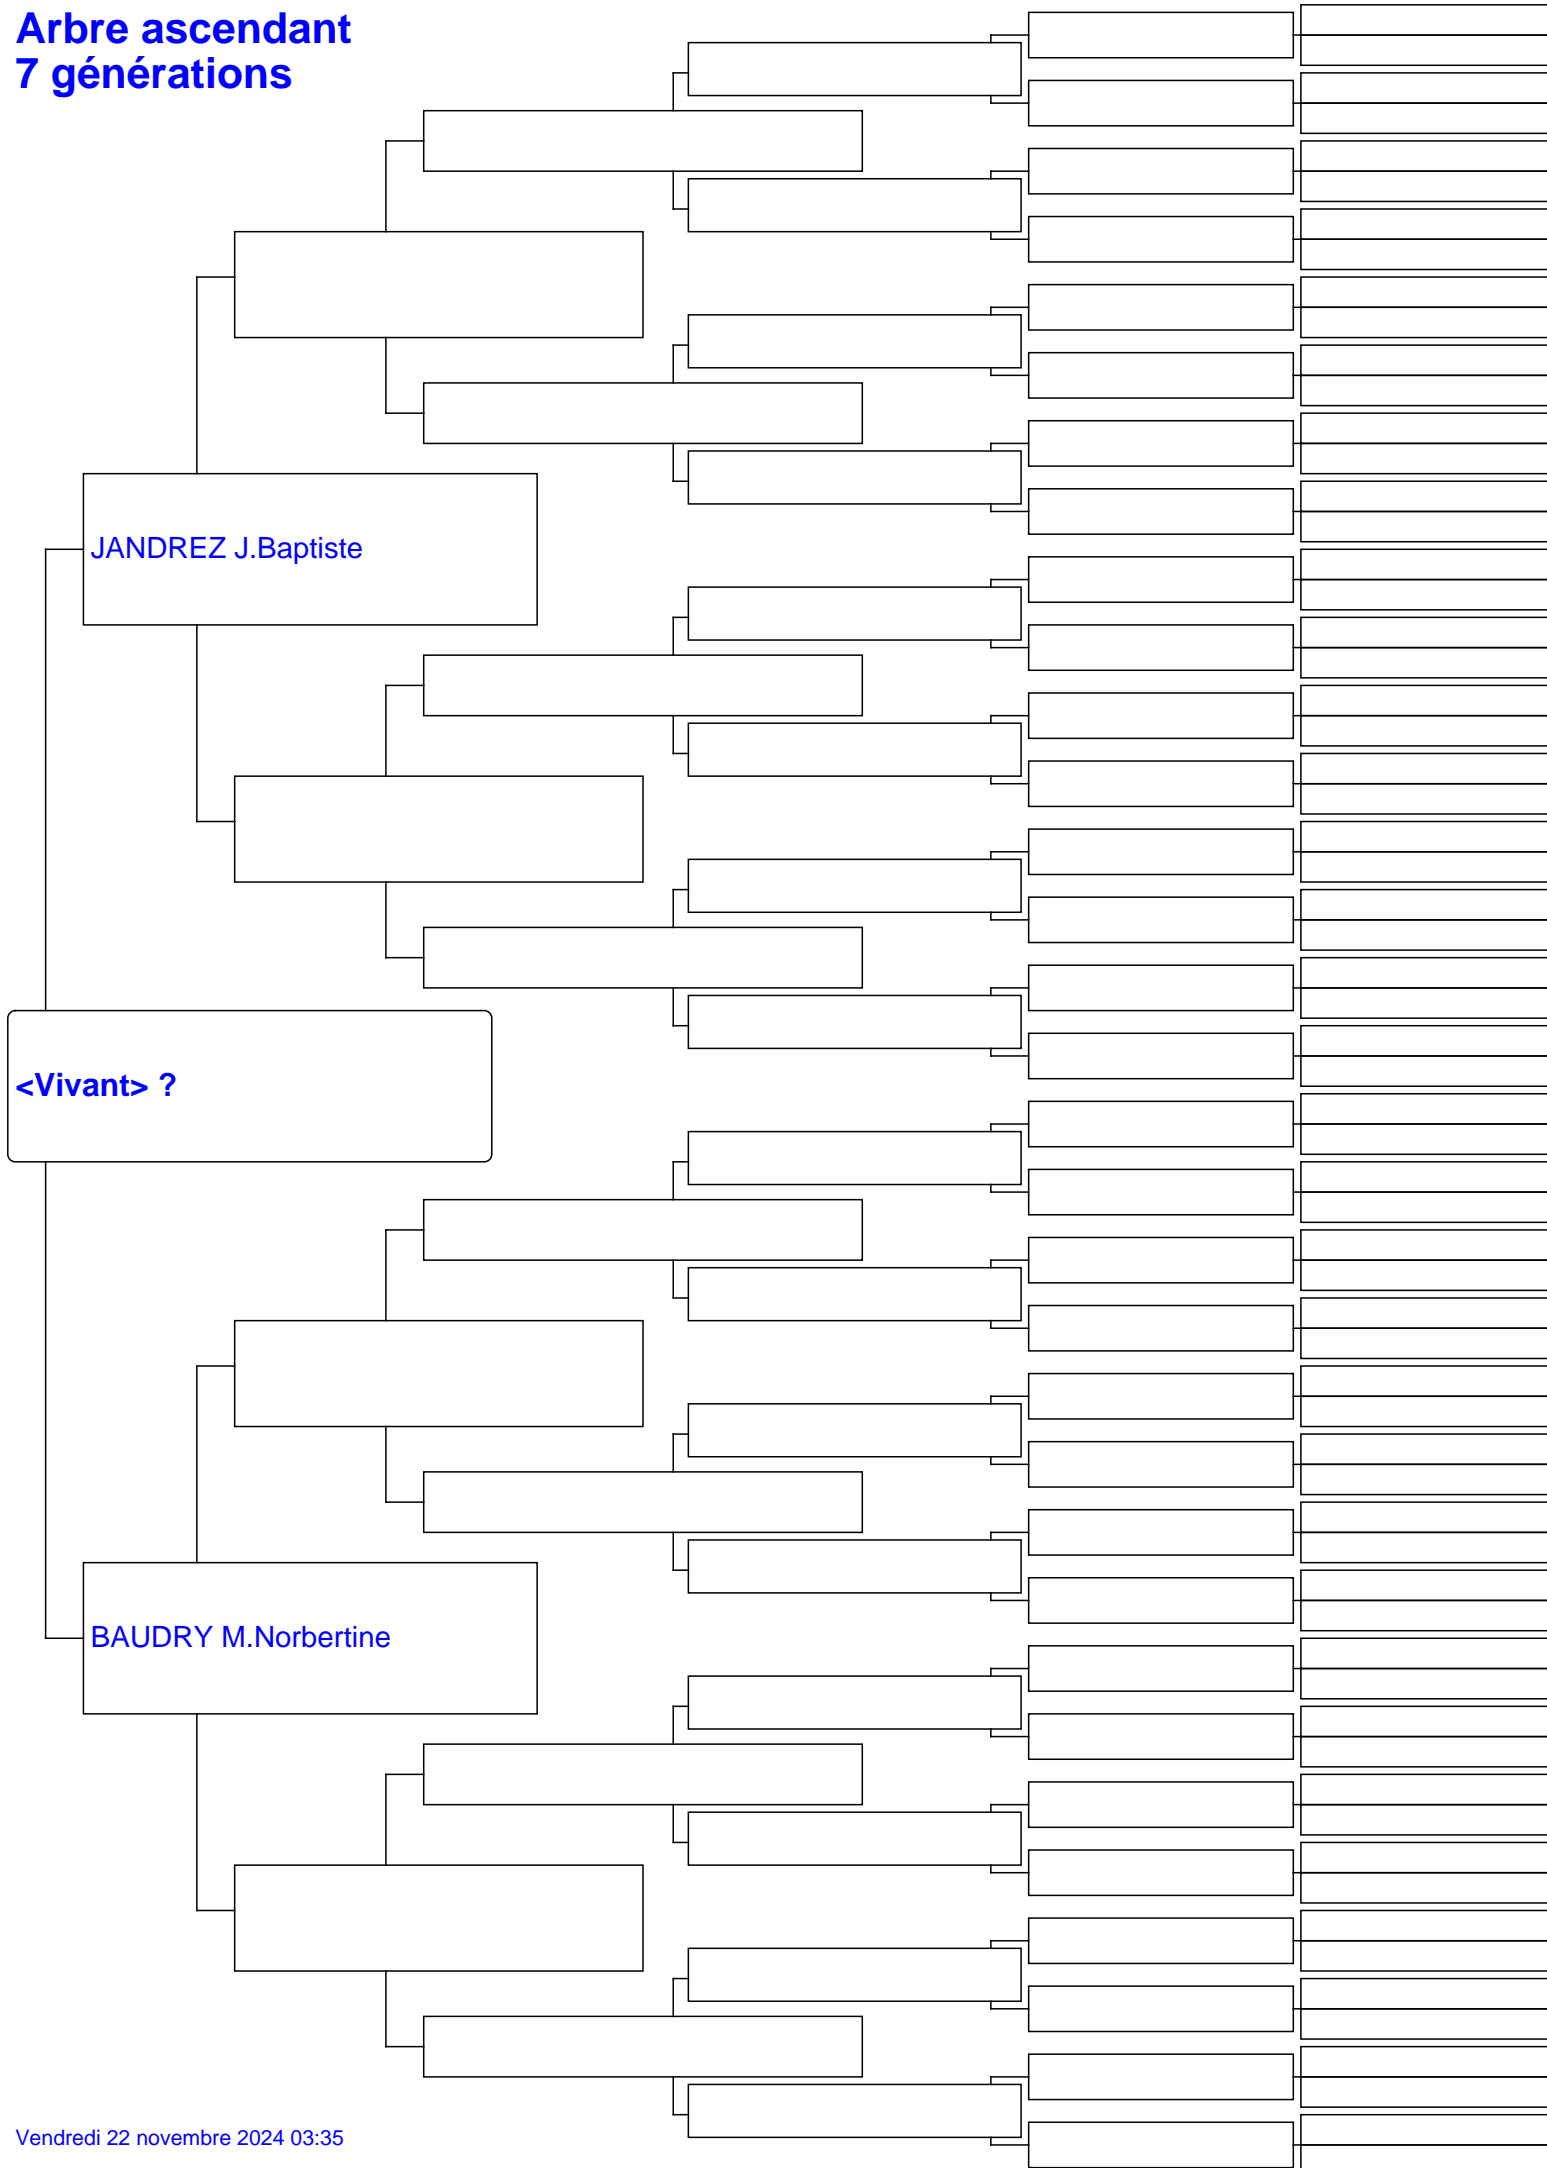 Arbre ascendant
7 générations
JANDREZ J.Baptiste
<Vivant> ?
BAUDRY M.Norbertine
Vendredi 22 novembre 2024 03:35